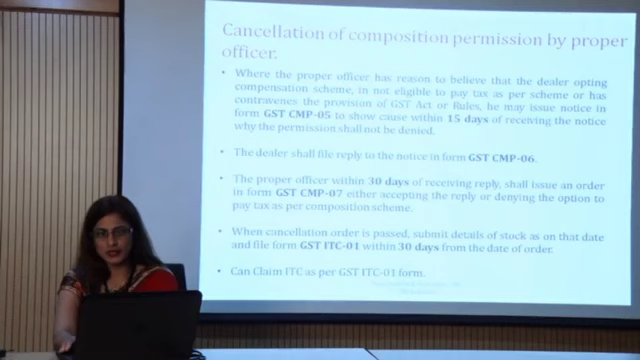 Cancellation of composition permission by proper
officer.
• Where the proper officer has reason to believe that the dealer opting
compensation scheme, in not eligible to pay tax as per scheme or has
contravenes the provision of GST Act or Rules, he may issue notice in
form GST CMP-05 to show cause within 15 days of receiving the notice
why the permission shall not be denied.
• The dealer shall file reply to the notice in form GST CMP-06.
• The proper officer within 30 days of receiving reply, shall issue an order
in form GST CMP-07 either accepting the reply or denying the option to
pay tax as per composition scheme.
• When cancellation order is passed, submit details of stock as on that date
and file form GST ITC-01 within 30 days from the date of order.
• Can Claim ITC as per GST ITC-01 form.